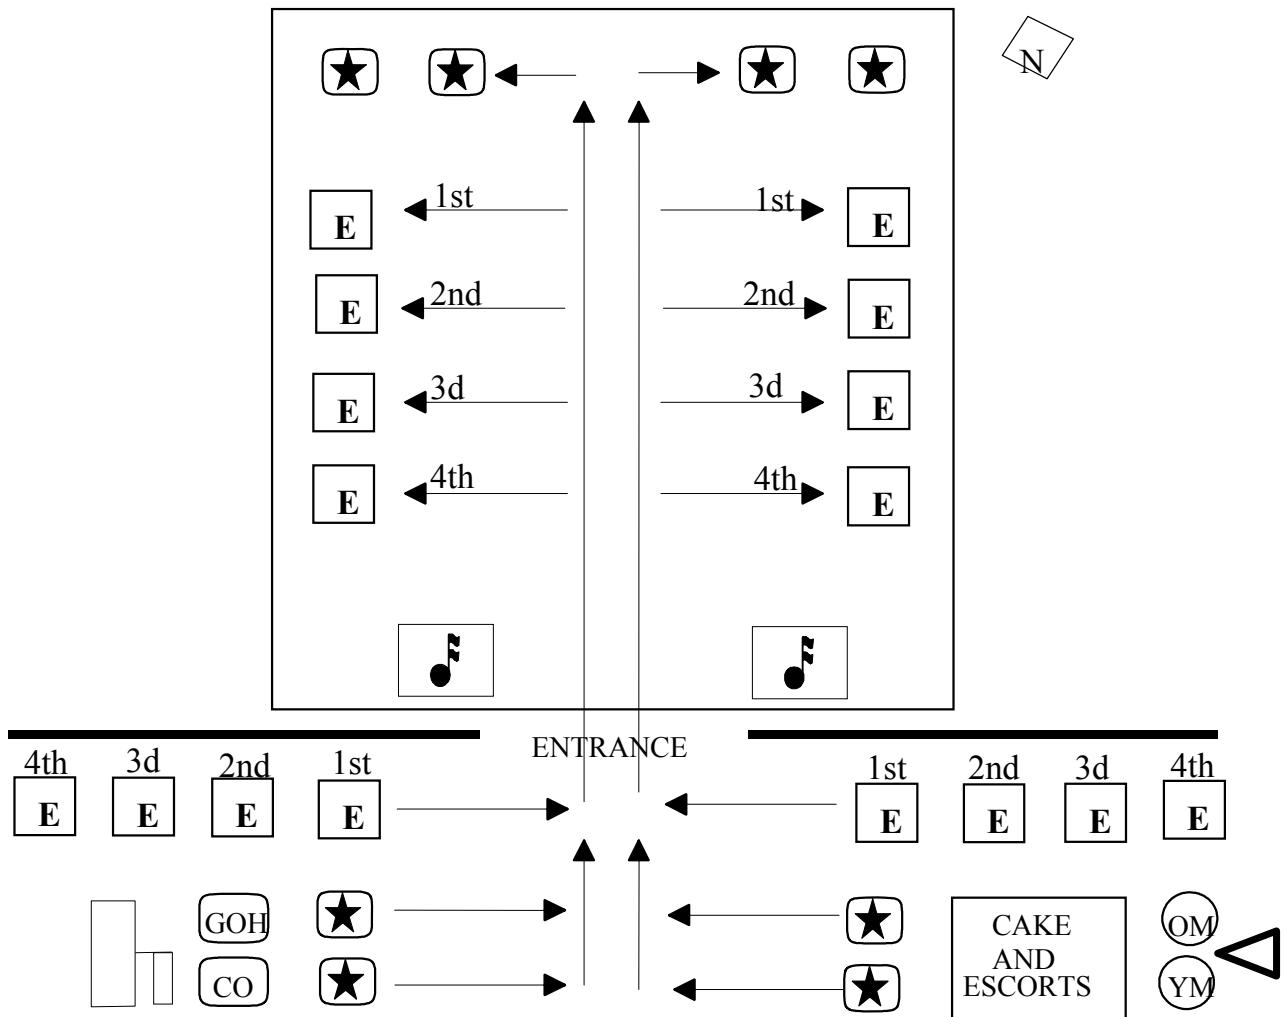 N
1st 1st
E E
2nd 2nd
E E
3d 3d
E E
4th 4th
E E
ENTRANCE
4th 3d 2nd 1st 1st 2nd 3d 4th
E E E E E E E E
GOH CAKE OM
AND
CO ESCORTS YM